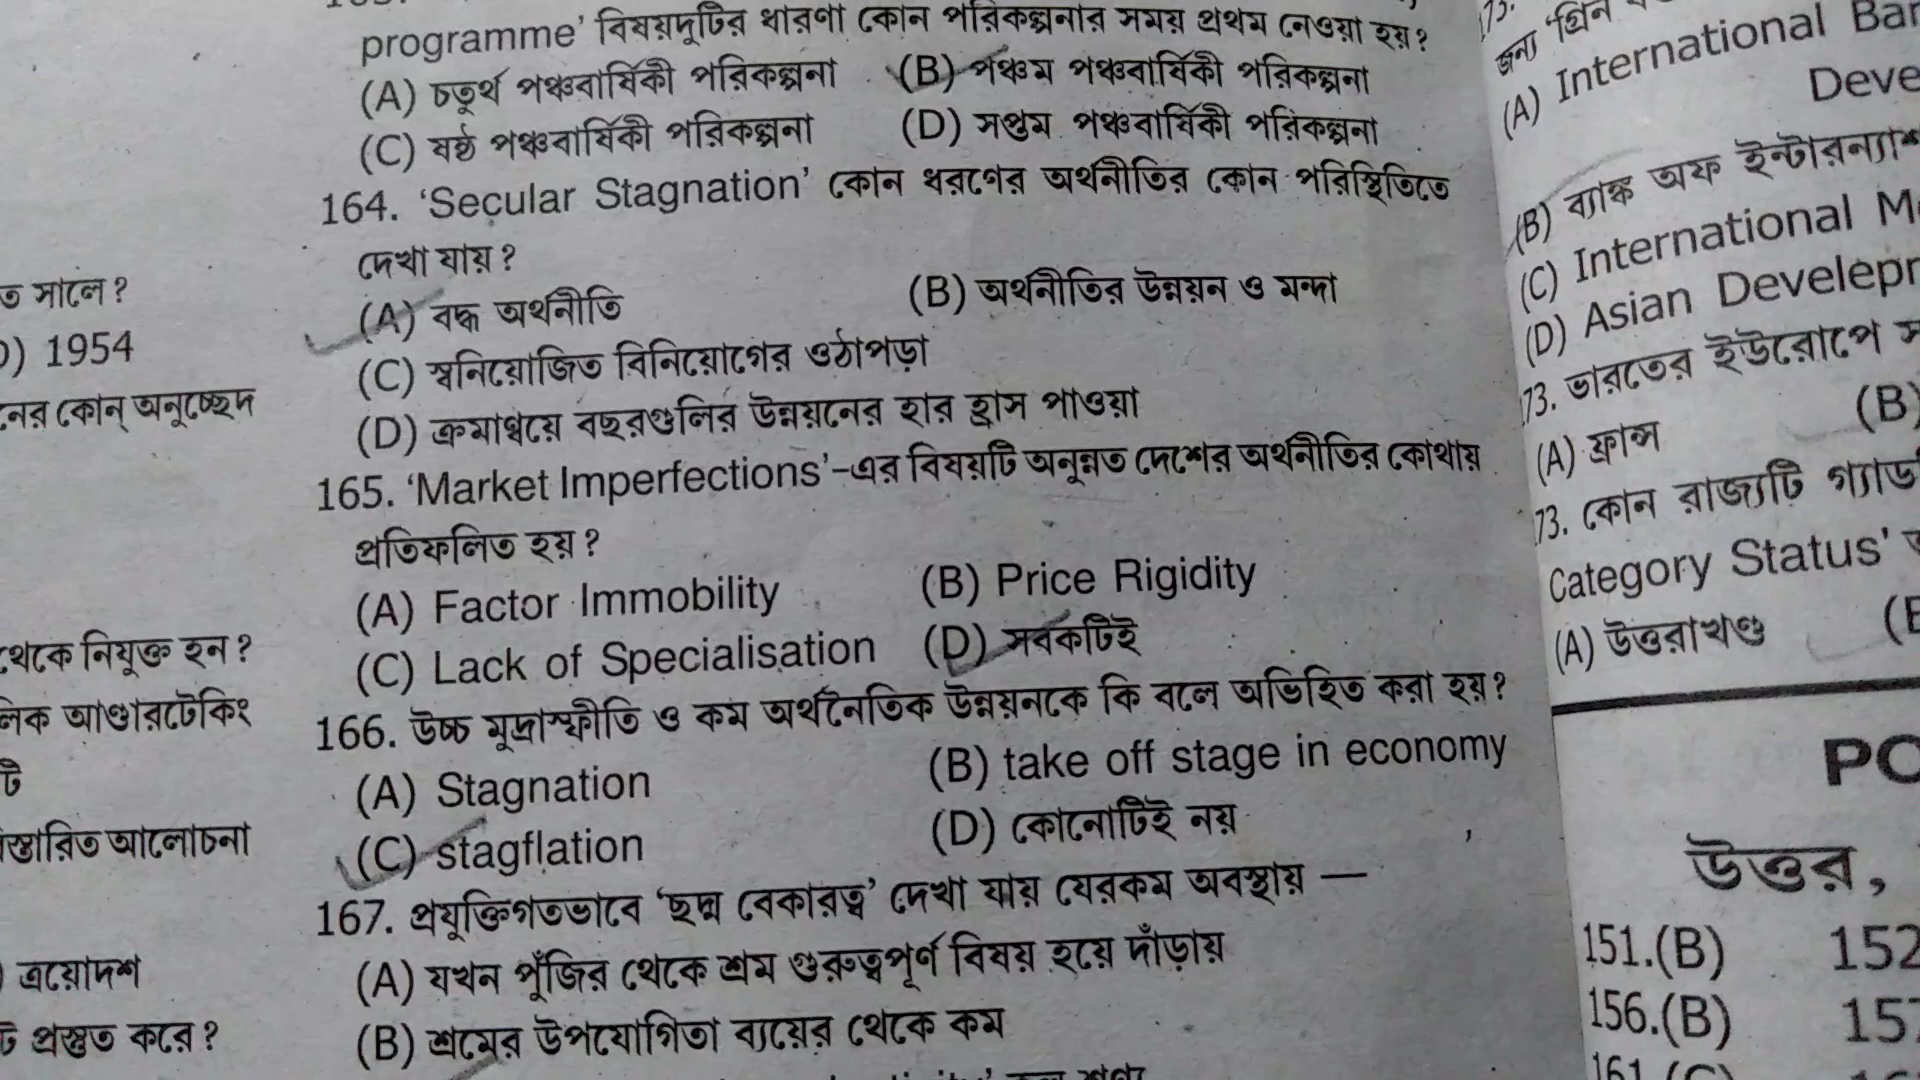 ত সালে?
) 1954
নের কোন্ অনুচ্ছেদ
থেকে নিযুক্ত হন?
লিক আণ্ডারটেকিং
টি
স্তারিত আলোচনা
) ত্রয়োদশ
প্রস্তুত করে?
programme' বিষয়দুটির ধারণা কোন পরিকল্পনার সময় প্রথম নেওয়া হয়?
(A) চতুর্থ পঞ্চবার্ষিকী পরিকল্পনা (B) পঞ্চম পঞ্চবার্ষিকী পরিকল্পনা
(C) ষষ্ঠ পঞ্চবার্ষিকী পরিকল্পনা (D) সপ্তম পঞ্চবার্ষিকী পরিকল্পনা
164. 'Secular Stagnation' কোন ধরণের অর্থনীতির কোন পরিস্থিতিতে
দেখা যায়?
(A) বদ্ধ অর্থনীতি (B) অর্থনীতির উন্নয়ন ও মন্দা
(C) স্বনিয়োজিত বিনিয়োগের ওঠাপড়া
(D) ক্রমান্বয়ে বছরগুলির উন্নয়নের হার হ্রাস পাওয়া
165. 'Market Imperfections'-এর বিষয়টি অনুন্নত দেশের অর্থনীতির কোথায়
প্রতিফলিত হয়?
(A) Factor Immobility (B) Price Rigidity
(C) Lack of Specialisation (D) সবকটিই
166. উচ্চ মুদ্রাস্ফীতি ও কম অর্থনৈতিক উন্নয়নকে কি বলে অভিহিত করা হয়?
(A) Stagnation (B) take off stage in economy
(C) stagflation (D) কোনোটিই নয়
167. প্রযুক্তিগতভাবে 'ছদ্ম বেকারত্ব' দেখা যায় যেরকম অবস্থায় —
(A) যখন পুঁজির থেকে শ্রম গুরুত্বপূর্ণ বিষয় হয়ে দাঁড়ায়
(B) শ্রমের উপযোগিতা ব্যয়ের থেকে কম
জন্য 'গ্রিন
(A) International Ban
Deve
(B) ব্যাঙ্ক অফ ইন্টারন্যাশ
(C) International M
(D) Asian Develepr
73. ভারতের ইউরোপে স
(A) ফ্রান্স (B)
73. কোন রাজ্যটি গ্যাড
Category Status'
(A) উত্তরাখণ্ড
PO
উত্তর,
151.(B) 152
156.(B) 157